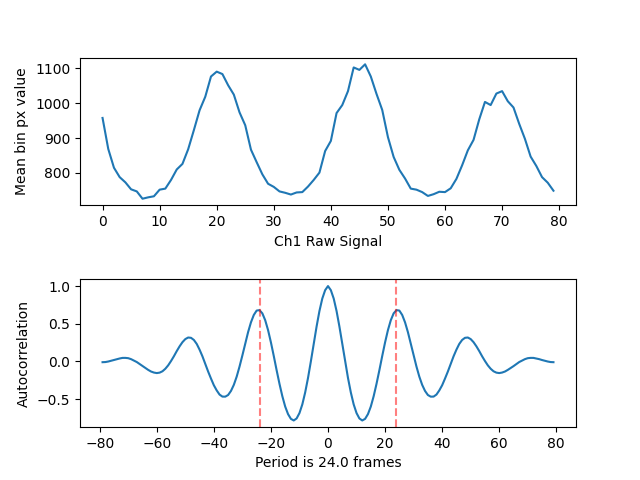 Mean bin px value
1100
1000
900
800
0 10 20 30 40 50 60 70 80
Ch1 Raw Signal
Autocorrelation
1.0
0.5
0.0
−0.5
−80 −60 −40 −20 0 20 40 60 80
Period is 24.0 frames